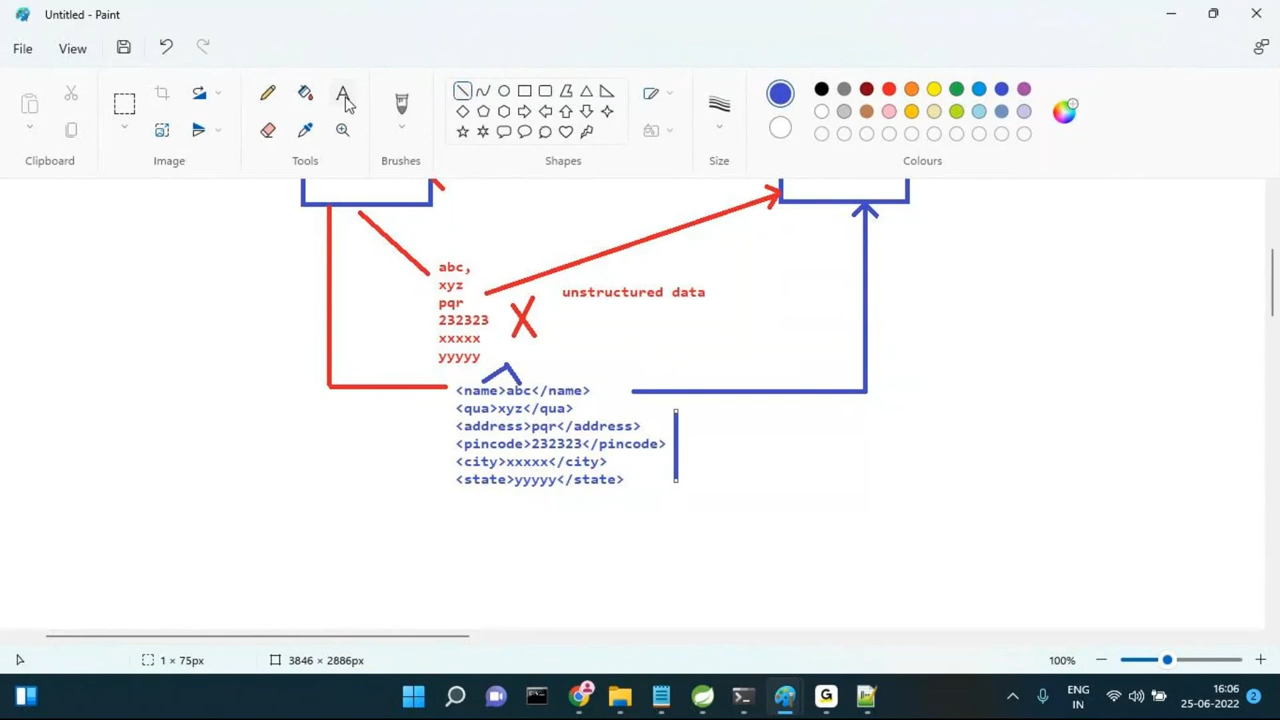 Untitled - Paint
File View
Clipboard Image Tools Brushes Shapes Size Colours
abc,
xyz
pqr
232323
xxxxx
yyyyy
unstructured data
<name>abc</name>
<qua>xyz</qua>
<address>pqr</address>
<pincode>232323</pincode>
<city>xxxxx</city>
<state>yyyyy</state>
1 × 75px 3846 × 2886px 100%
ENG
IN
16:06
25-06-2022
2